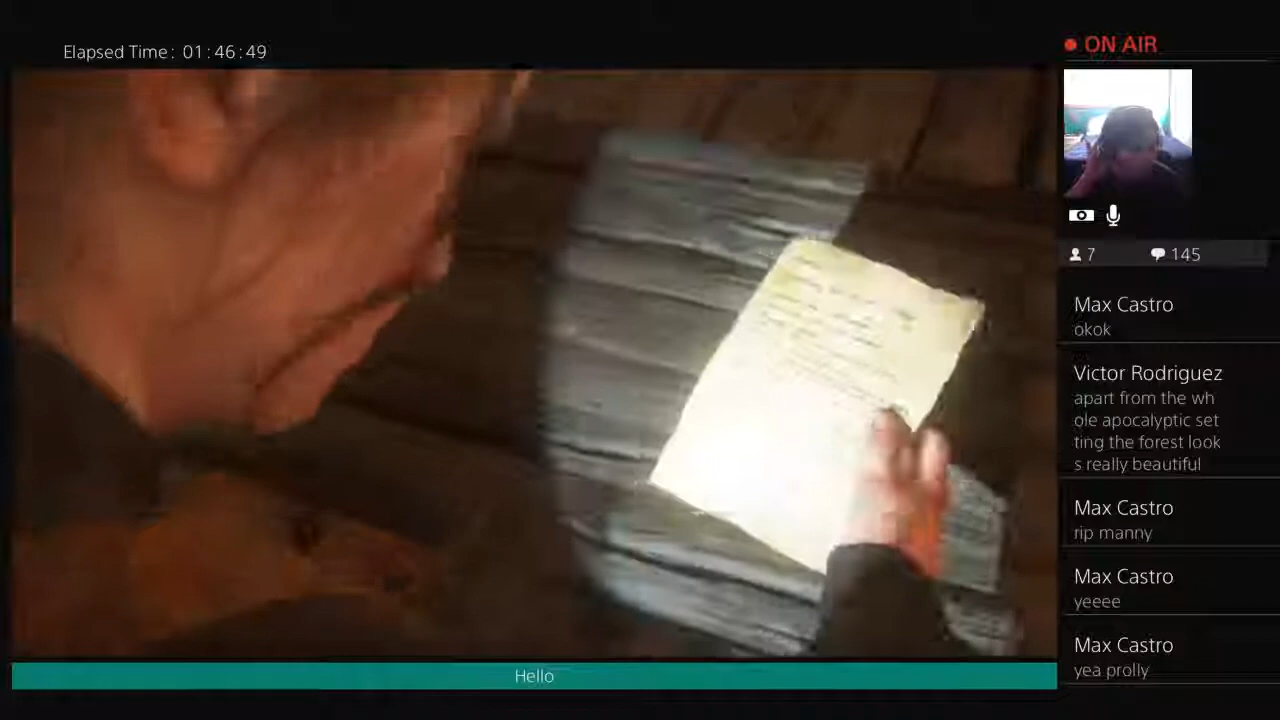 Elapsed Time: 01:46:49
ON AIR
7
145
Max Castro
okok
Victor Rodriguez
apart from the wh
ole apocalyptic set
ting the forest look
s really beautiful
Max Castro
rip manny
Max Castro
yeeee
Max Castro
yea prolly
Hello